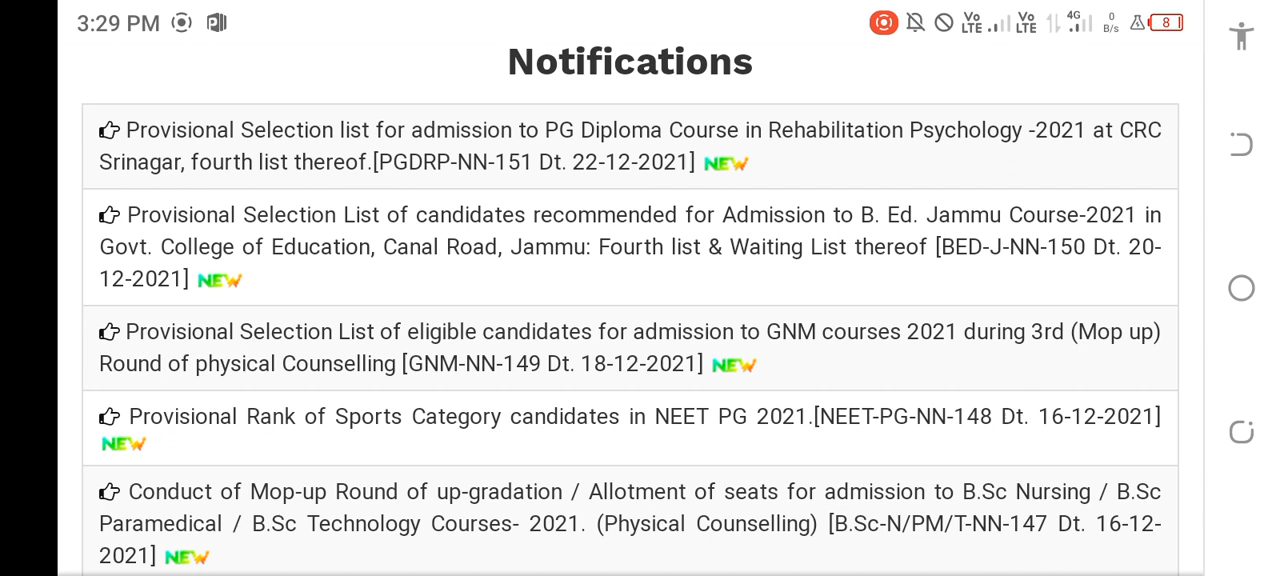 3:29 PM
Vo LTE Vo LTE 4G 0 B/s 8
Notifications
Provisional Selection list for admission to PG Diploma Course in Rehabilitation Psychology -2021 at CRC
Srinagar, fourth list thereof.[PGDRP-NN-151 Dt. 22-12-2021] NEW
Provisional Selection List of candidates recommended for Admission to B. Ed. Jammu Course-2021 in
Govt. College of Education, Canal Road, Jammu: Fourth list & Waiting List thereof [BED-J-NN-150 Dt. 20-
12-2021] NEW
Provisional Selection List of eligible candidates for admission to GNM courses 2021 during 3rd (Mop up)
Round of physical Counselling [GNM-NN-149 Dt. 18-12-2021] NEW
Provisional Rank of Sports Category candidates in NEET PG 2021.[NEET-PG-NN-148 Dt. 16-12-2021]
NEW
Conduct of Mop-up Round of up-gradation / Allotment of seats for admission to B.Sc Nursing / B.Sc
Paramedical / B.Sc Technology Courses- 2021. (Physical Counselling) [B.Sc-N/PM/T-NN-147 Dt. 16-12-
2021] NEW